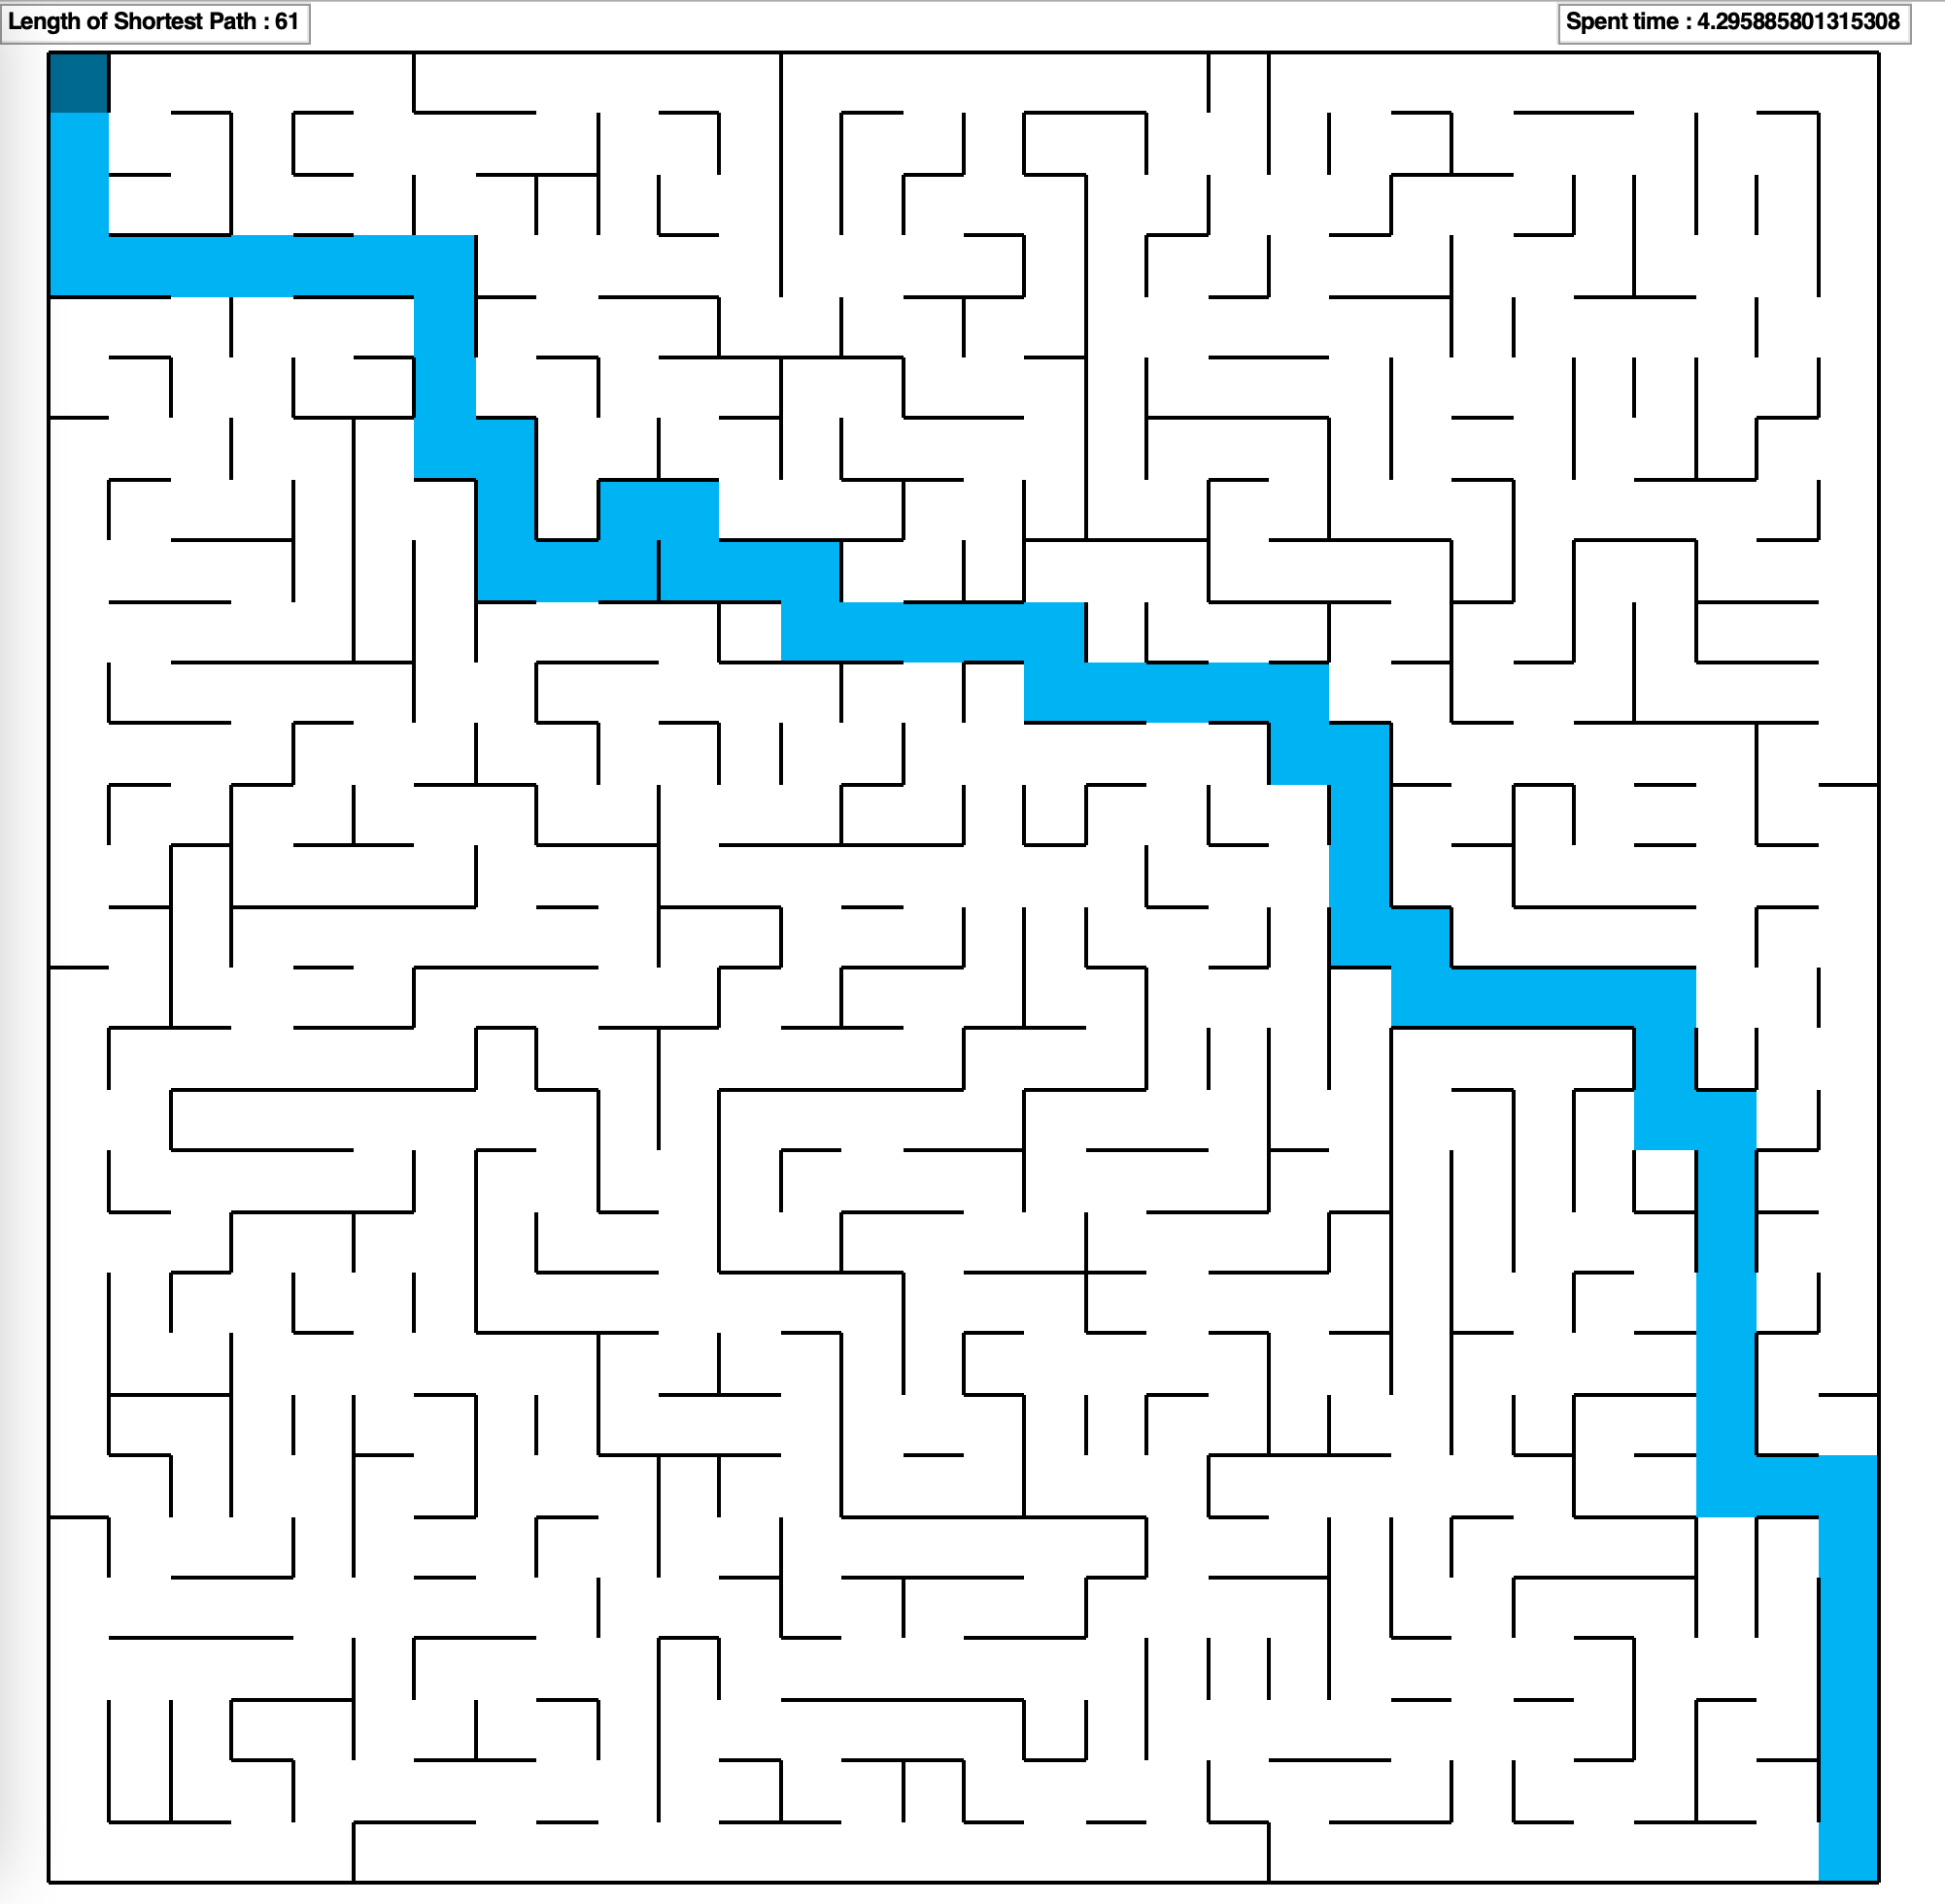 Length of Shortest Path : 61
Spent time : 4.295885801315308